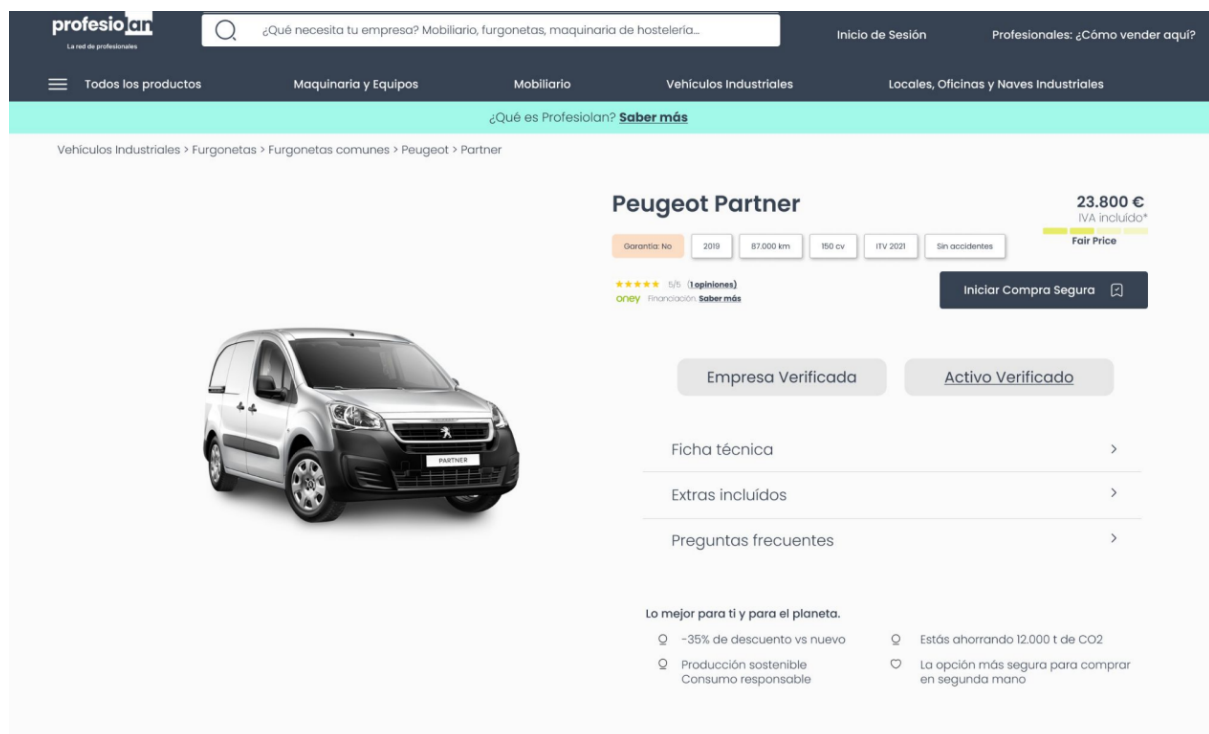 profesiolan
La red de profesionales
¿Qué necesita tu empresa? Mobiliario, furgonetas, maquinaria de hostelería...
Inicio de Sesión
Profesionales: ¿Cómo vender aquí?
Todos los productos
Maquinaria y Equipos
Mobiliario
Vehículos Industriales
Locales, Oficinas y Naves Industriales
¿Qué es Profesiolan? Saber más
Vehículos Industriales > Furgonetas > Furgonetas comunes > Peugeot > Partner
Peugeot Partner
23.800 €
IVA incluído*
Fair Price
Garantía: No
2019
87.000 km
150 cv
ITV 2021
Sin accidentes
5/5 (1 opiniones)
oney Financiación. Saber más
Iniciar Compra Segura
Empresa Verificada
Activo Verificado
PARTNER
Ficha técnica
Extras incluídos
Preguntas frecuentes
Lo mejor para ti y para el planeta.
-35% de descuento vs nuevo
Estás ahorrando 12.000 t de CO2
Producción sostenible
Consumo responsable
La opción más segura para comprar
en segunda mano